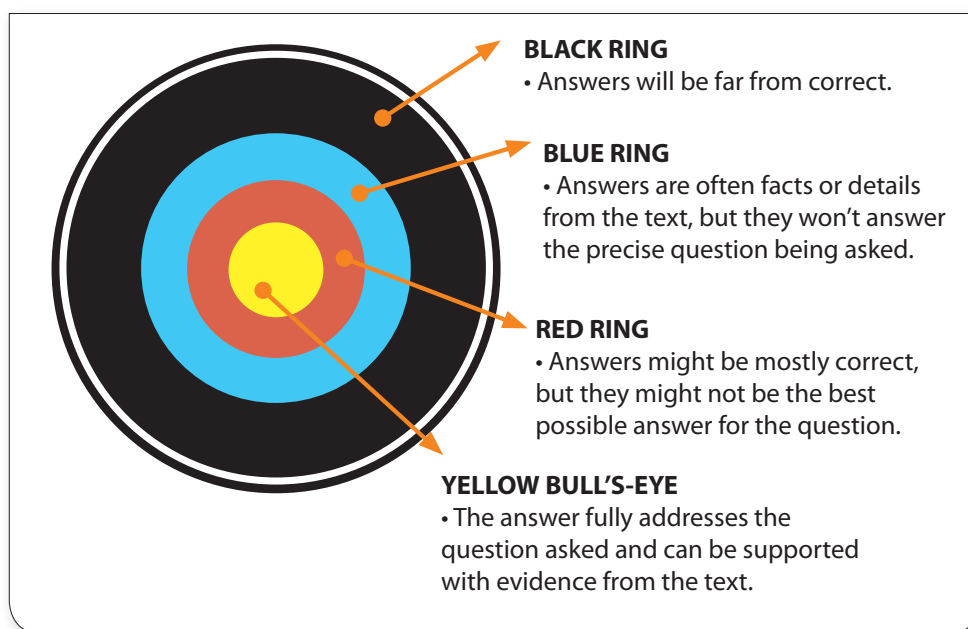 BLACK RING
• Answers will be far from correct.
BLUE RING
• Answers are often facts or details
from the text, but they won’t answer
the precise question being asked.
RED RING
• Answers might be mostly correct,
but they might not be the best
possible answer for the question.
YELLOW BULL’S-EYE
• The answer fully addresses the
question asked and can be supported
with evidence from the text.